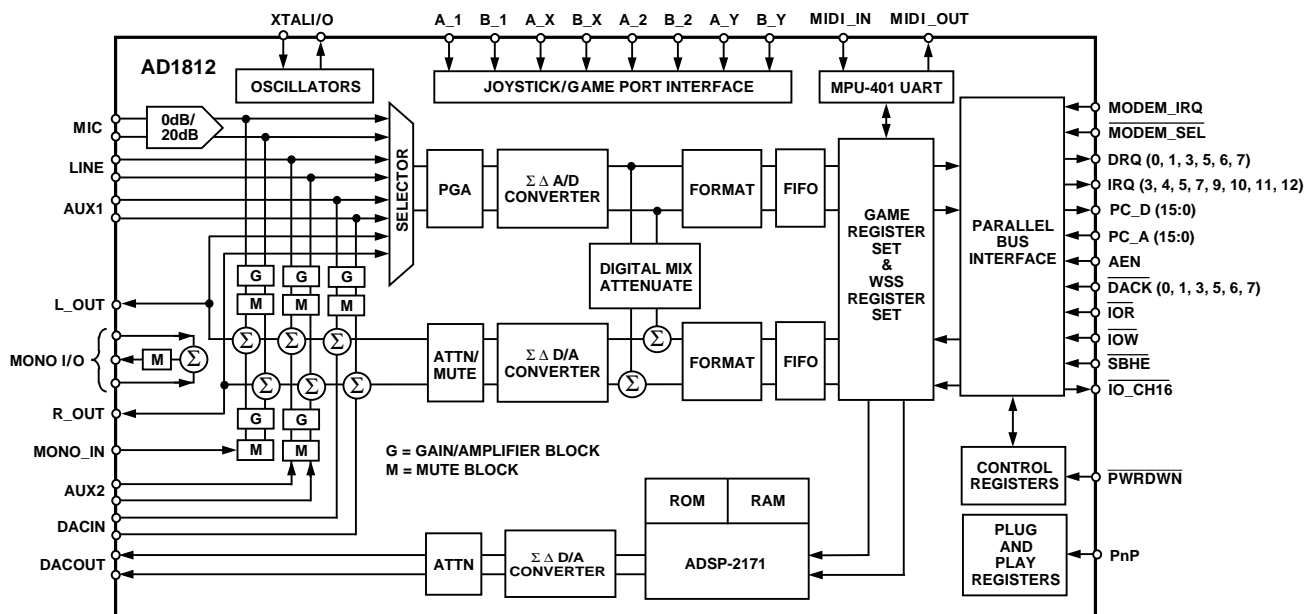 XTALI/O
A_1
B_1
A_X
B_X
A_2
B_2
A_Y
B_Y
MIDI_IN
MIDI_OUT
AD1812
OSCILLATORS
JOYSTICK/GAME PORT INTERFACE
MPU-401 UART
MIC
0dB/
20dB
LINE
AUX1
SELECTOR
PGA
Σ Δ A/D
CONVERTER
FORMAT
FIFO
GAME
REGISTER
SET
&
WSS
REGISTER
SET
PARALLEL
BUS
INTERFACE
MODEM_IRQ
MODEM_SEL
DRQ (0, 1, 3, 5, 6, 7)
IRQ (3, 4, 5, 7, 9, 10, 11, 12)
PC_D (15:0)
PC_A (15:0)
AEN
DACK (0, 1, 3, 5, 6, 7)
IOR
IOW
SBHE
IO_CH16
G
G
G
M
M
M
DIGITAL MIX
ATTENUATE
L_OUT
Σ
Σ
Σ
Σ
MONO I/O
M
Σ
ATTN/
MUTE
Σ Δ D/A
CONVERTER
FORMAT
FIFO
Σ
Σ
Σ
Σ
R_OUT
G
G
MONO_IN
M
M
G = GAIN/AMPLIFIER BLOCK
M = MUTE BLOCK
CONTROL
REGISTERS
PWRDWN
AUX2
DACIN
DACOUT
ATTN
Σ Δ D/A
CONVERTER
ROM
RAM
ADSP-2171
PLUG
AND
PLAY
REGISTERS
PnP